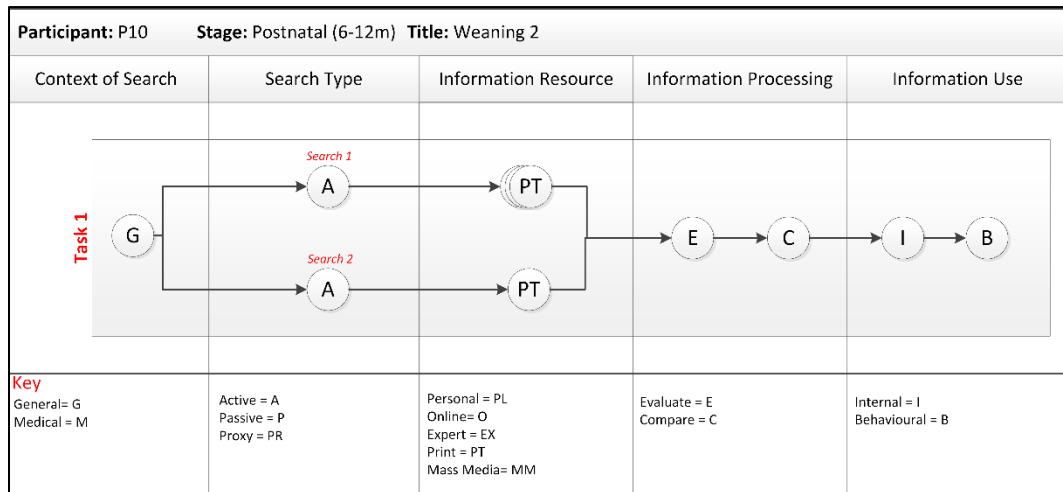 Participant: P10 Stage: Postnatal (6-12m) Title: Weaning 2
Context of Search Search Type Information Resource Information Processing Information Use
Task 1
Search 1
A PT
G E C I B
Search 2
A PT
Key
General= G
Medical = M
Active = A
Passive = P
Proxy = PR
Personal = PL
Online= O
Expert = EX
Print = PT
Mass Media= MM
Evaluate = E
Compare = C
Internal = I
Behavioural = B